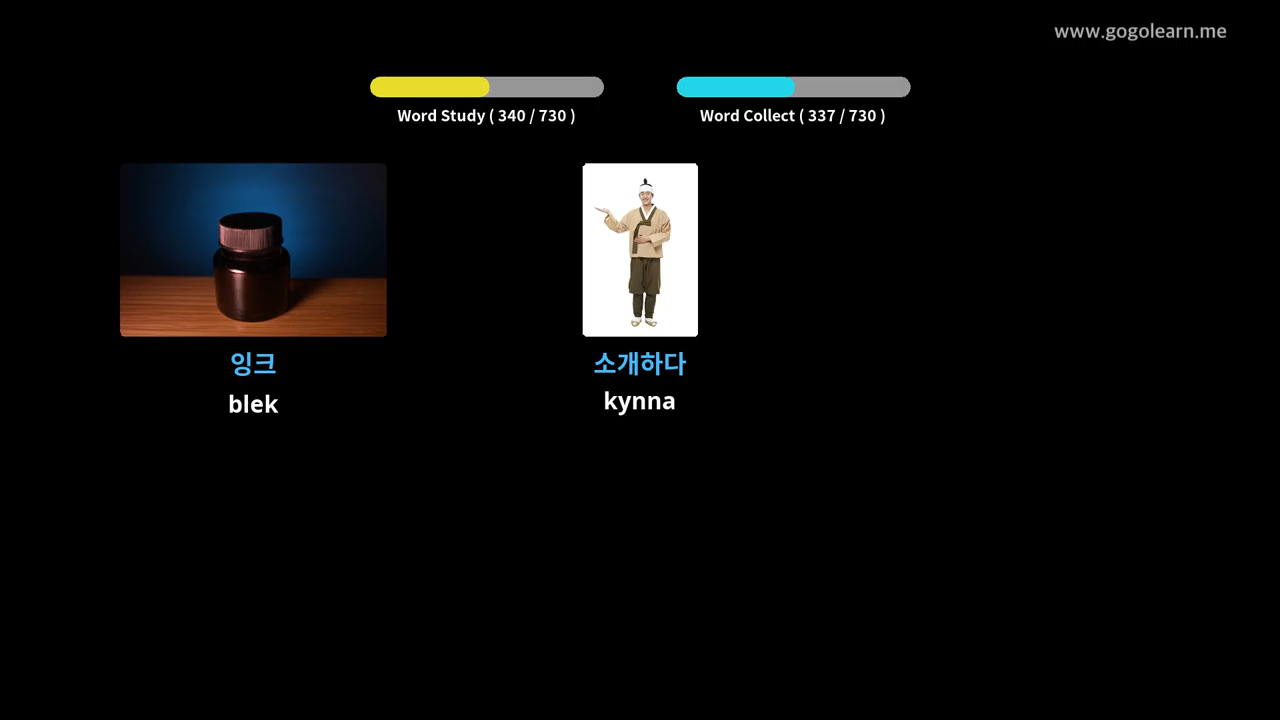 www.gogolearn.me
Word Study ( 340 / 730 )
Word Collect ( 337 / 730 )
잉크
blek
소개하다
kynna